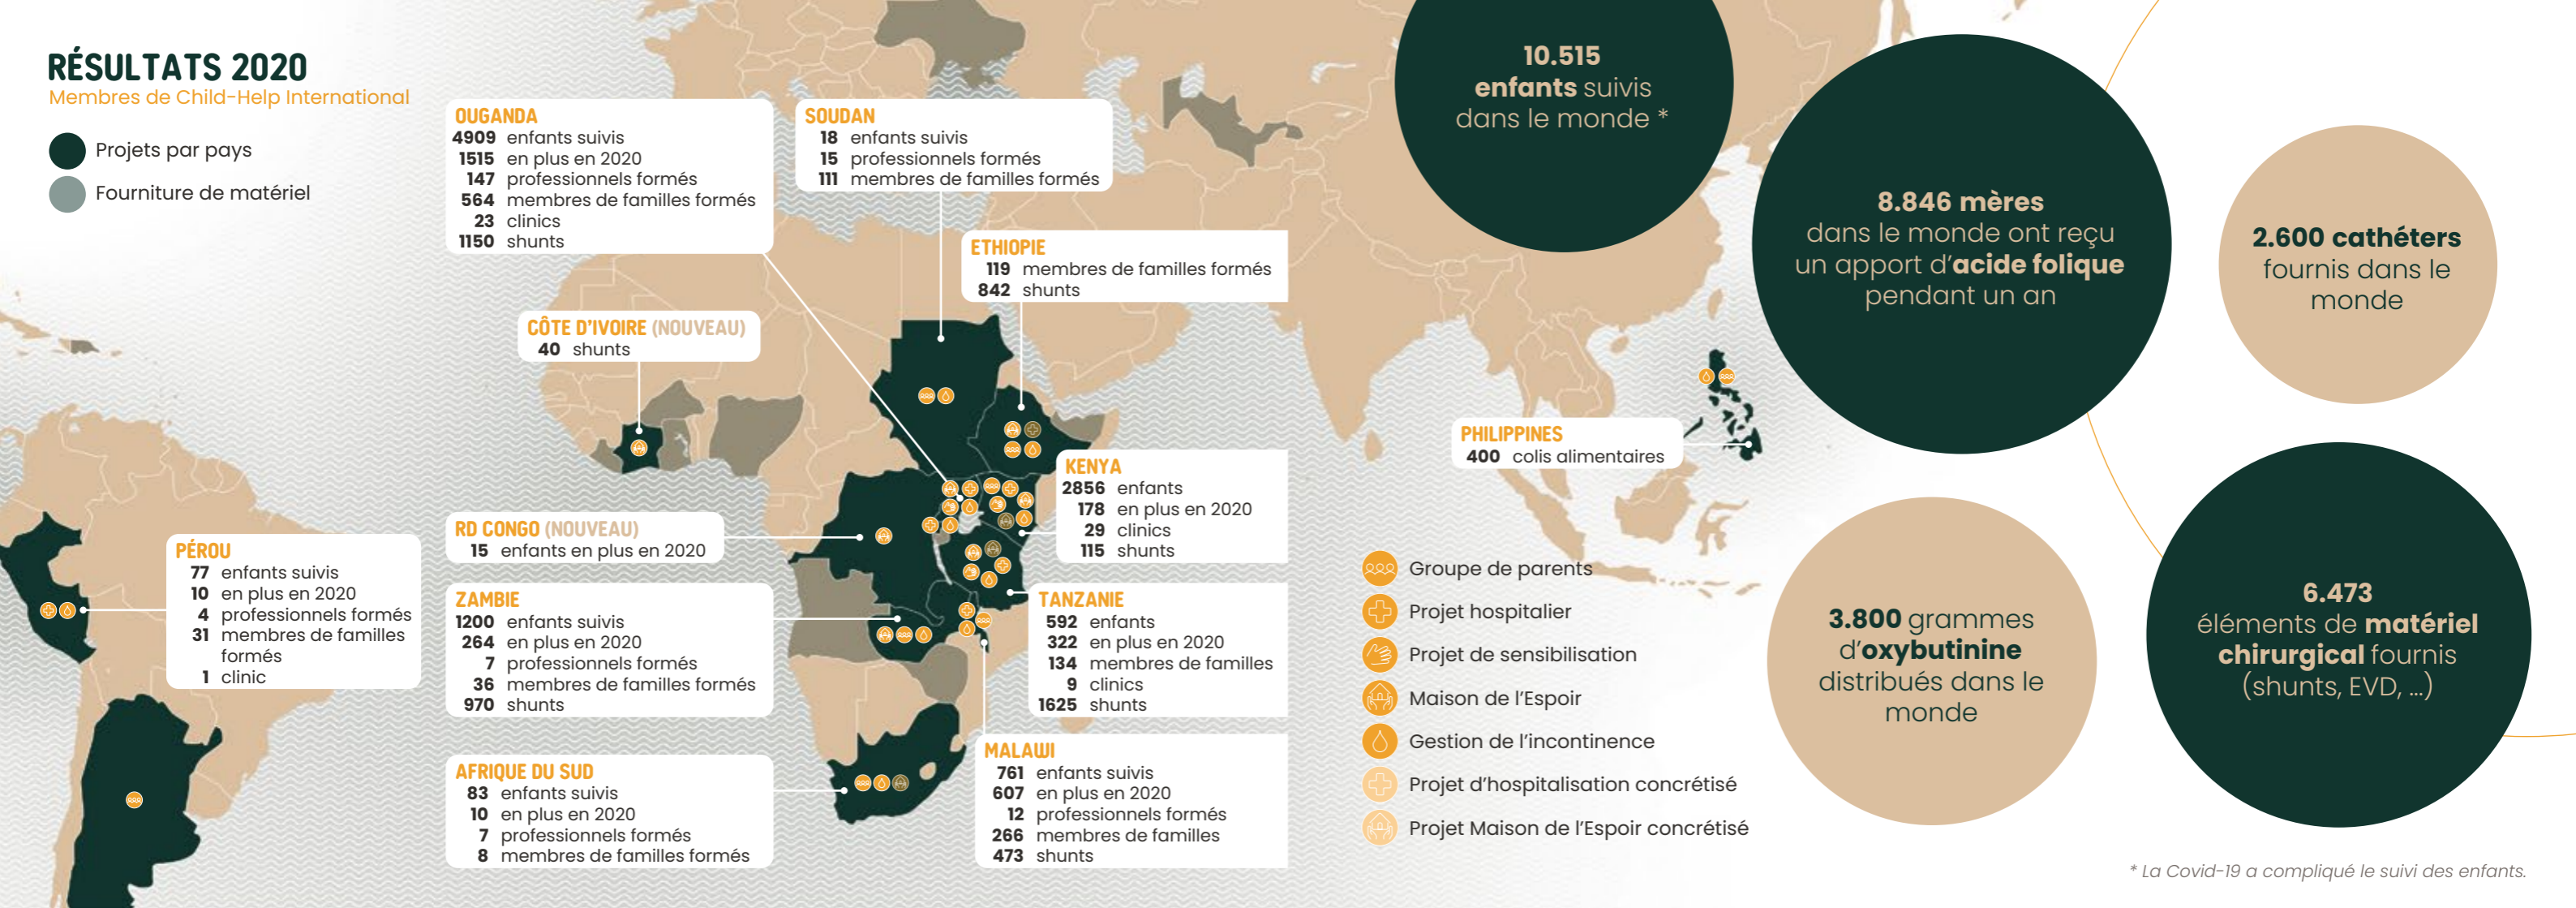 RÉSULTATS 2020
Membres de Child-Help International
Projets par pays
Fourniture de matériel
OUGANDA
4909 enfants suivis
1515 en plus en 2020
147 professionnels formés
564 membres de familles formés
23 clinics
1150 shunts
SOUDAN
18 enfants suivis
15 professionnels formés
111 membres de familles formés
ETHIOPIE
119 membres de familles formés
842 shunts
CÔTE D'IVOIRE (NOUVEAU)
40 shunts
KENYA
2856 enfants
178 en plus en 2020
29 clinics
115 shunts
RD CONGO (NOUVEAU)
15 enfants en plus en 2020
PÉROU
77 enfants suivis
10 en plus en 2020
4 professionnels formés
31 membres de familles
formés
1 clinic
ZAMBIE
1200 enfants suivis
264 en plus en 2020
7 professionnels formés
36 membres de familles formés
970 shunts
TANZANIE
592 enfants
322 en plus en 2020
134 membres de familles
9 clinics
1625 shunts
AFRIQUE DU SUD
83 enfants suivis
10 en plus en 2020
7 professionnels formés
8 membres de familles formés
MALAWI
761 enfants suivis
607 en plus en 2020
12 professionnels formés
266 membres de familles
473 shunts
PHILIPPINES
400 colis alimentaires
Groupe de parents
Projet hospitalier
Projet de sensibilisation
Maison de l'Espoir
Gestion de l'incontinence
Projet d'hospitalisation concrétisé
Projet Maison de l'Espoir concrétisé
10.515
enfants suivis
dans le monde *
8.846 mères
dans le monde ont reçu
un apport d'acide folique
pendant un an
2.600 cathéters
fournis dans le
monde
3.800 grammes
d'oxybutinine
distribués dans le
monde
6.473
éléments de matériel
chirurgical fournis
(shunts, EVD, ...)
* La Covid-19 a compliqué le suivi des enfants.